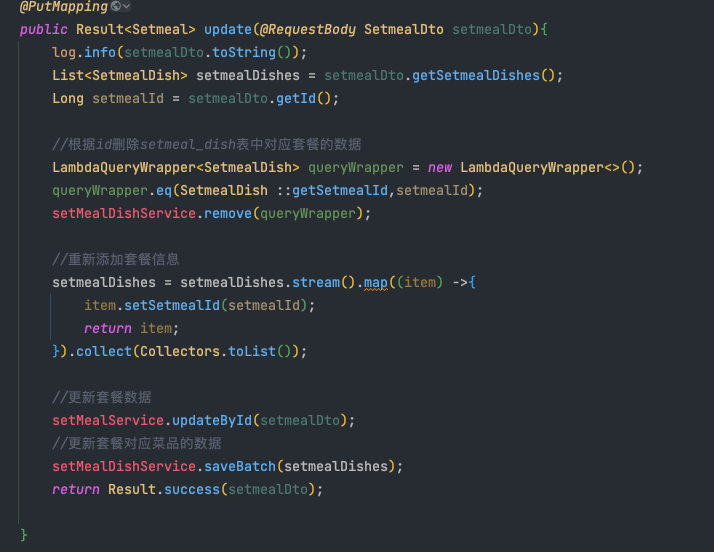 @PutMapping
public Result<Setmeal> update(@RequestBody SetmealDto setmealDto){
log.info(setmealDto.toString());
List<SetmealDish> setmealDishes = setmealDto.getSetmealDishes();
Long setmealId = setmealDto.getId();
//根据id删除setmeal_dish表中对应套餐的数据
LambdaQueryWrapper<SetmealDish> queryWrapper = new LambdaQueryWrapper<>();
queryWrapper.eq(SetmealDish ::getSetmealId,setmealId);
setMealDishService.remove(queryWrapper);
//重新添加套餐信息
setmealDishes = setmealDishes.stream().map((item) ->{
item.setSetmealId(setmealId);
return item;
}).collect(Collectors.toList());
//更新套餐数据
setMealService.updateById(setmealDto);
//更新套餐对应菜品的数据
setMealDishService.saveBatch(setmealDishes);
return Result.success(setmealDto);
}